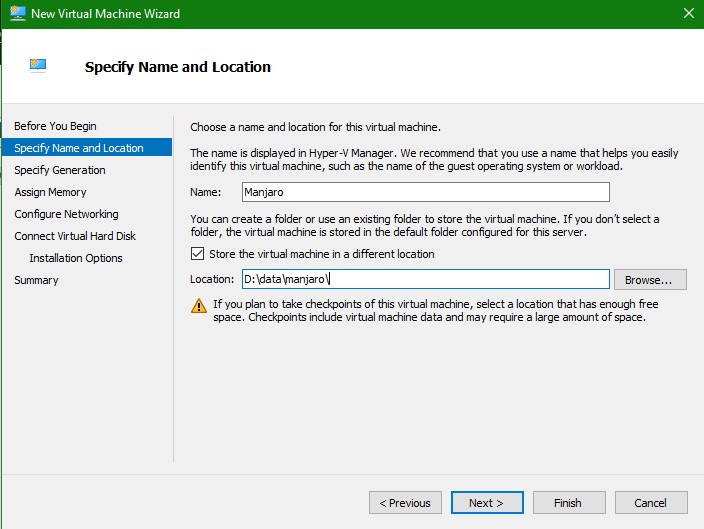 New Virtual Machine Wizard
Specify Name and Location
Before You Begin
Specify Name and Location
Specify Generation
Assign Memory
Configure Networking
Connect Virtual Hard Disk
Installation Options
Summary
Choose a name and location for this virtual machine.
The name is displayed in Hyper-V Manager. We recommend that you use a name that helps you easily
identify this virtual machine, such as the name of the guest operating system or workload.
Name: Manjaro
You can create a folder or use an existing folder to store the virtual machine. If you don't select a
folder, the virtual machine is stored in the default folder configured for this server.
Store the virtual machine in a different location
Location: D:\data\manjaro\ Browse...
If you plan to take checkpoints of this virtual machine, select a location that has enough free
space. Checkpoints include virtual machine data and may require a large amount of space.
< Previous Next > Finish Cancel